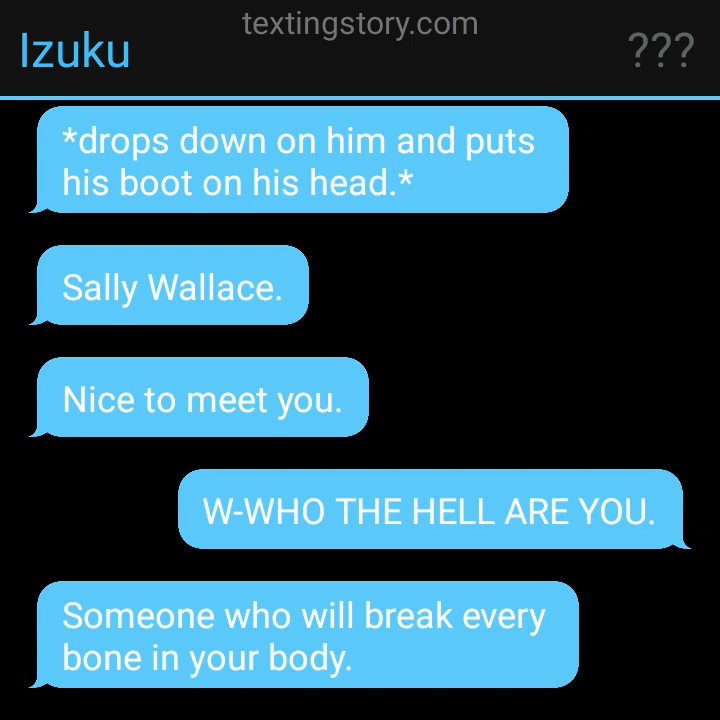 textingstory.com
Izuku
???
*drops down on him and puts
his boot on his head.*
Sally Wallace.
Nice to meet you.
W-WHO THE HELL ARE YOU.
Someone who will break every
bone in your body.